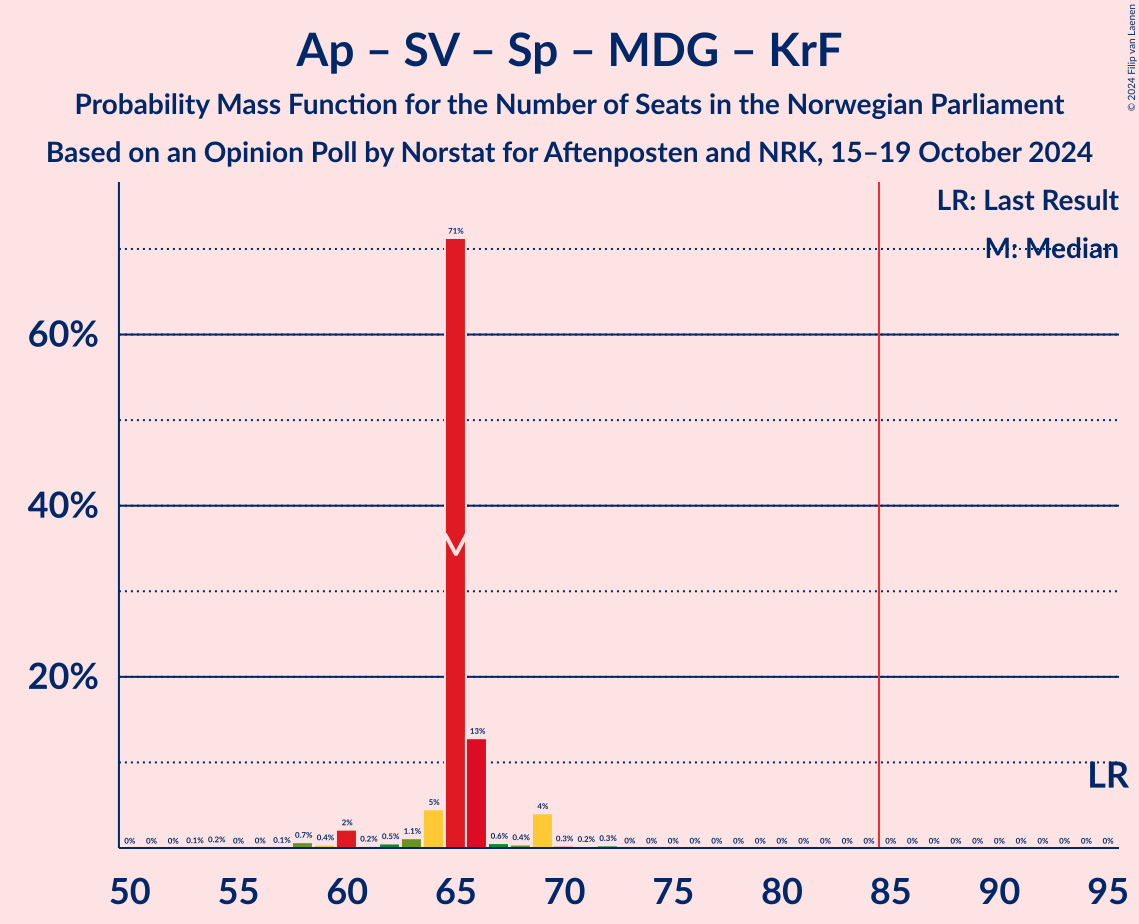 Ap – SV – Sp – MDG – KrF
Probability Mass Function for the Number of Seats in the Norwegian Parliament
Based on an Opinion Poll by Norstat for Aftenposten and NRK, 15–19 October 2024
© 2024 Filip van Laenen
LR: Last Result
M: Median
60%
40%
20%
0% 0% 0% 0.1% 0.2% 0% 0% 0.1% 0.7% 0.4% 2% 0.2% 0.5% 1.1% 5% 71% 13% 0.6% 0.4% 4% 0.3% 0.2% 0.3% 0% 0% 0% 0% 0% 0% 0% 0% 0% 0% 0% 0% 0% 0% 0% 0% 0% 0% 0% 0% 0% 0% 0%
M
LR
50 55 60 65 70 75 80 85 90 95